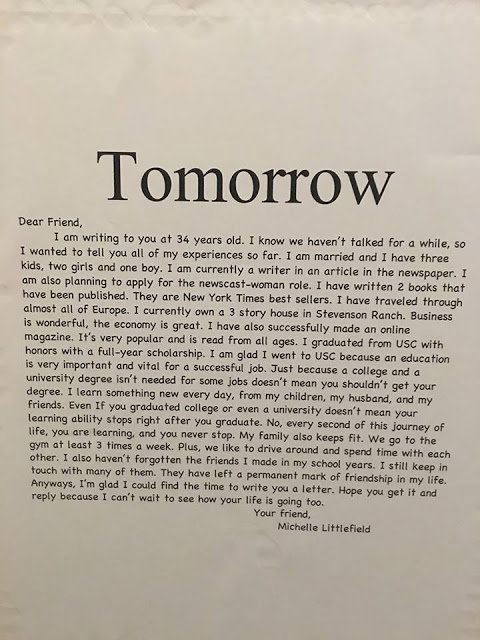 Tomorrow
Dear Friend,
I am writing to you at 34 years old. I know we haven't talked for a while, so
I wanted to tell you all of my experiences so far. I am married and I have three
kids, two girls and one boy. I am currently a writer in an article in the newspaper. I
am also planning to apply for the newscast-woman role. I have written 2 books that
have been published. They are New York Times best sellers. I have traveled through
almost all of Europe. I currently own a 3 story house in Stevenson Ranch. Business
is wonderful, the economy is great. I have also successfully made an online
magazine. It's very popular and is read from all ages. I graduated from USC with
honors with a full-year scholarship. I am glad I went to USC because an education
is very important and vital for a successful job. Just because a college and a
university degree isn't needed for some jobs doesn't mean you shouldn't get your
degree. I learn something new every day, from my children, my husband, and my
friends. Even If you graduated college or even a university doesn't mean your
learning ability stops right after you graduate. No, every second of this journey of
life, you are learning, and you never stop. My family also keeps fit. We go to the
gym at least 3 times a week. Plus, we like to drive around and spend time with each
other. I also haven't forgotten the friends I made in my school years. I still keep in
touch with many of them. They have left a permanent mark of friendship in my life.
Anyways, I'm glad I could find the time to write you a letter. Hope you get it and
reply because I can't wait to see how your life is going too.
Your friend,
Michelle Littlefield